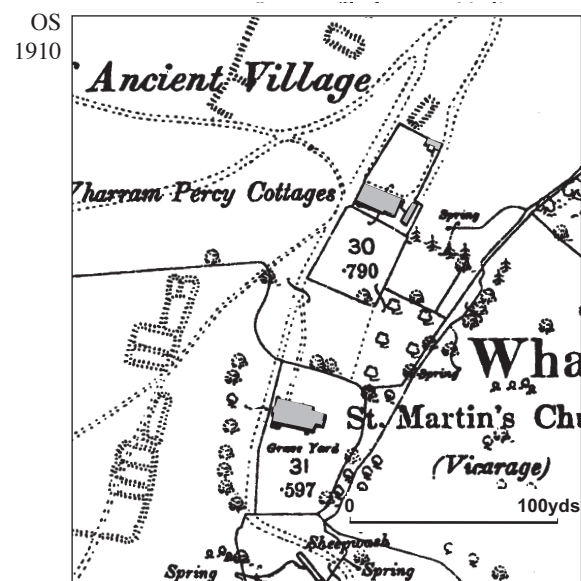 OS
1910
Ancient Village
Wharram Percy Cottages
Spring
30
·790
Wha
Spring
St. Martin's Chu
Grave Yard
(Vicarage)
31
·597
0 100yds
Sheepwash
Spring
Spring